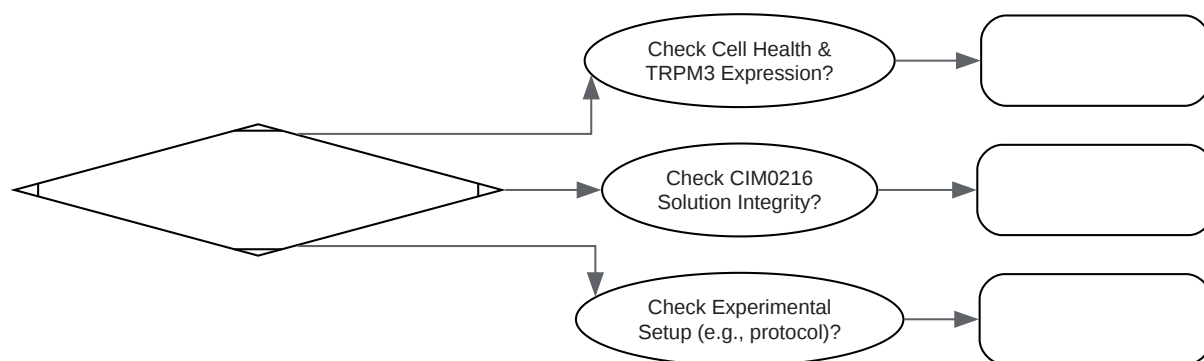 Check Cell Health &
TRPM3 Expression?
Check CIM0216
Solution Integrity?
Check Experimental
Setup (e.g., protocol)?